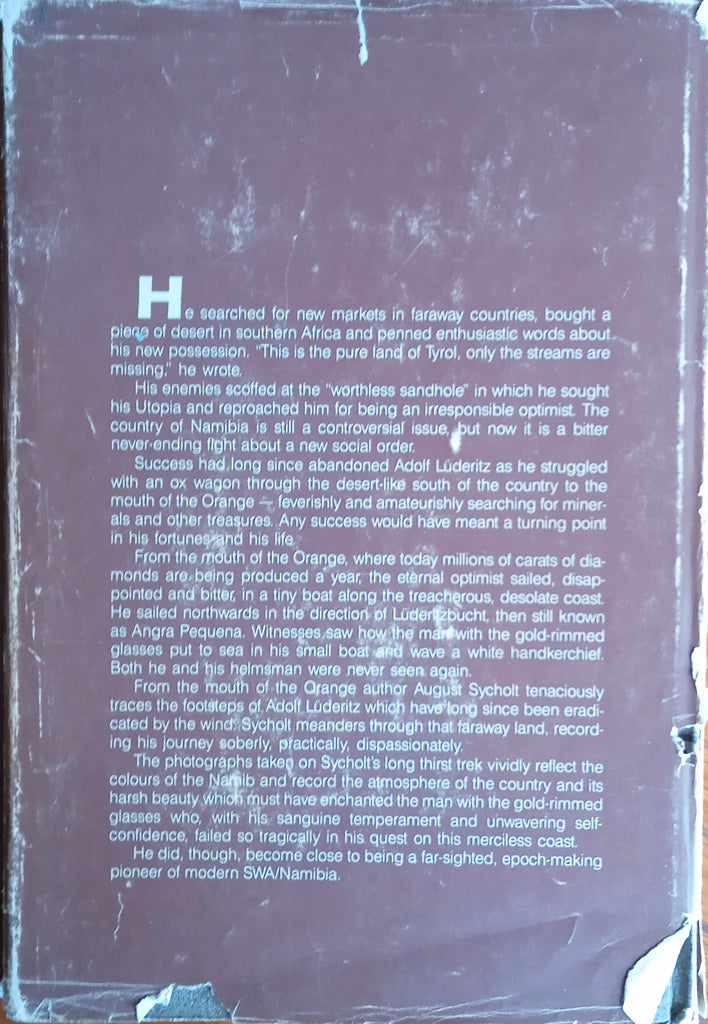 He searched for new markets in faraway countries, bought a
piece of desert in southern Africa and penned enthusiastic words about
his new possession. "This is the pure land of Tyrol, only the streams are
missing," he wrote.
His enemies scoffed at the "worthless sandhole" in which he sought
his Utopia and reproached him for being an irresponsible optimist. The
country of Namibia is still a controversial issue, but now it is a bitter
never-ending fight about a new social order.
Success had long since abandoned Adolf Lüderitz as he struggled
with an ox wagon through the desert-like south of the country to the
mouth of the Orange — feverishly and amateurishly searching for miner-
als and other treasures. Any success would have meant a turning point
in his fortunes and his life.
From the mouth of the Orange, where today millions of carats of dia-
monds are being produced a year, the eternal optimist sailed, disap-
pointed and bitter, in a tiny boat along the treacherous, desolate coast.
He sailed northwards in the direction of Lüderitzbucht, then still known
as Angra Pequena. Witnesses saw how the man with the gold-rimmed
glasses put to sea in his small boat and wave a white handkerchief.
Both he and his helmsman were never seen again.
From the mouth of the Orange author August Sycholt tenaciously
traces the footsteps of Adolf Lüderitz which have long since been eradi-
cated by the wind. Sycholt meanders through that faraway land, record-
ing his journey soberly, practically, dispassionately.
The photographs taken on Sycholt's long thirst trek vividly reflect the
colours of the Namib and record the atmosphere of the country and its
harsh beauty which must have enchanted the man with the gold-rimmed
glasses who, with his sanguine temperament and unwavering self-
confidence, failed so tragically in his quest on this merciless coast.
He did, though, become close to being a far-sighted, epoch-making
pioneer of modern SWA/Namibia.